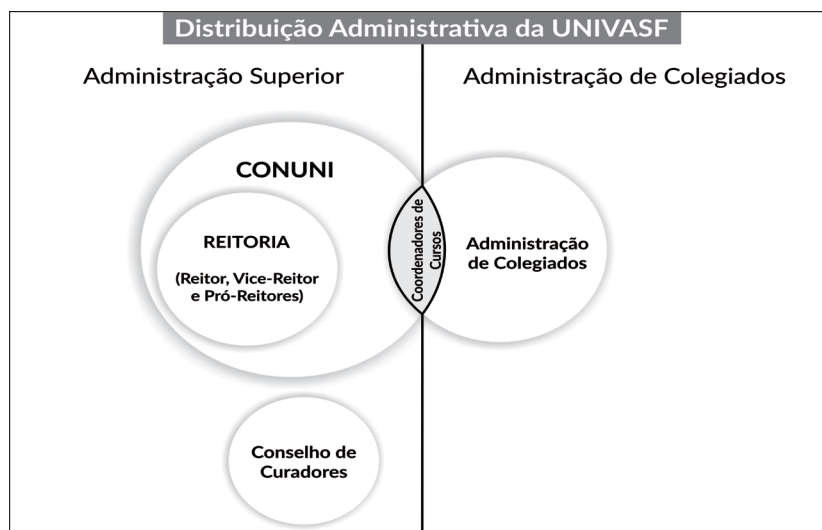 Distribuição Administrativa da UNIVASF
Administração Superior
Administração de Colegiados
CONUNI
REITORIA
(Reitor, Vice-Reitor
e Pró-Reitores)
Coordenadores de
Cursos
Administração
de Colegiados
Conselho de
Curadores